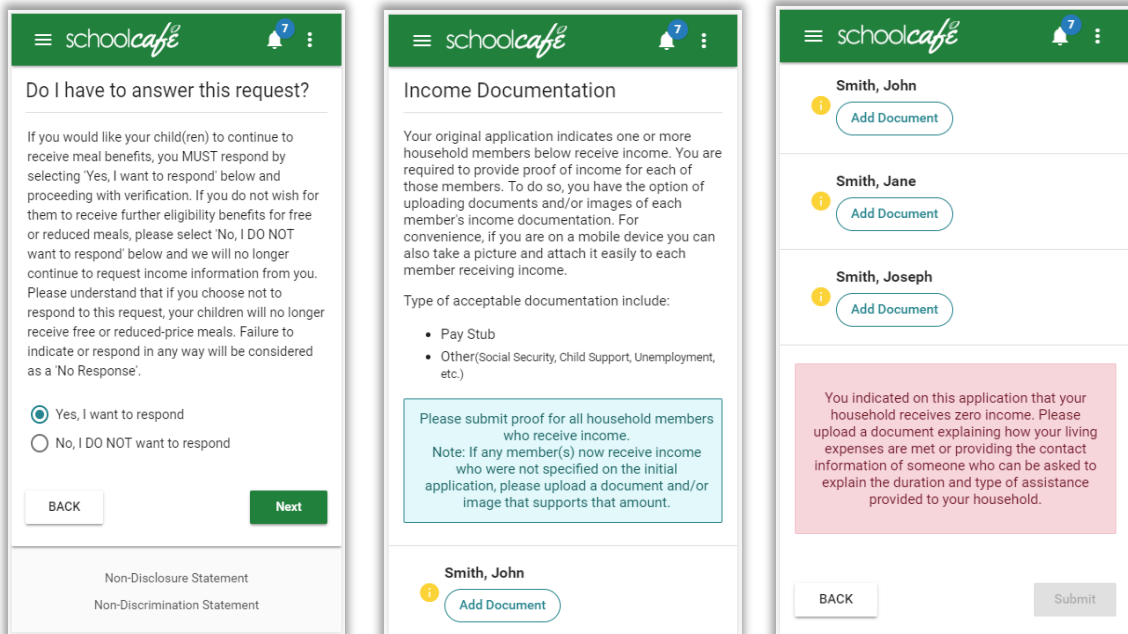 schoolcafé
7
Do I have to answer this request?
If you would like your child(ren) to continue to
receive meal benefits, you MUST respond by
selecting 'Yes, I want to respond' below and
proceeding with verification. If you do not wish for
them to receive further eligibility benefits for free
or reduced meals, please select 'No, I DO NOT
want to respond' below and we will no longer
continue to request income information from you.
Please understand that if you choose not to
respond to this request, your children will no longer
receive free or reduced-price meals. Failure to
indicate or respond in any way will be considered
as a 'No Response'.
Yes, I want to respond
No, I DO NOT want to respond
BACK
Next
Non-Disclosure Statement
Non-Discrimination Statement
schoolcafé
7
Income Documentation
Your original application indicates one or more
household members below receive income. You are
required to provide proof of income for each of
those members. To do so, you have the option of
uploading documents and/or images of each
member's income documentation. For
convenience, if you are on a mobile device you can
also take a picture and attach it easily to each
member receiving income.
Type of acceptable documentation include:
• Pay Stub
• Other(Social Security, Child Support, Unemployment,
etc.)
Please submit proof for all household members
who receive income.
Note: If any member(s) now receive income
who were not specified on the initial
application, please upload a document and/or
image that supports that amount.
Smith, John
Add Document
schoolcafé
7
Smith, John
Add Document
Smith, Jane
Add Document
Smith, Joseph
Add Document
You indicated on this application that your
household receives zero income. Please
upload a document explaining how your living
expenses are met or providing the contact
information of someone who can be asked to
explain the duration and type of assistance
provided to your household.
BACK
Submit